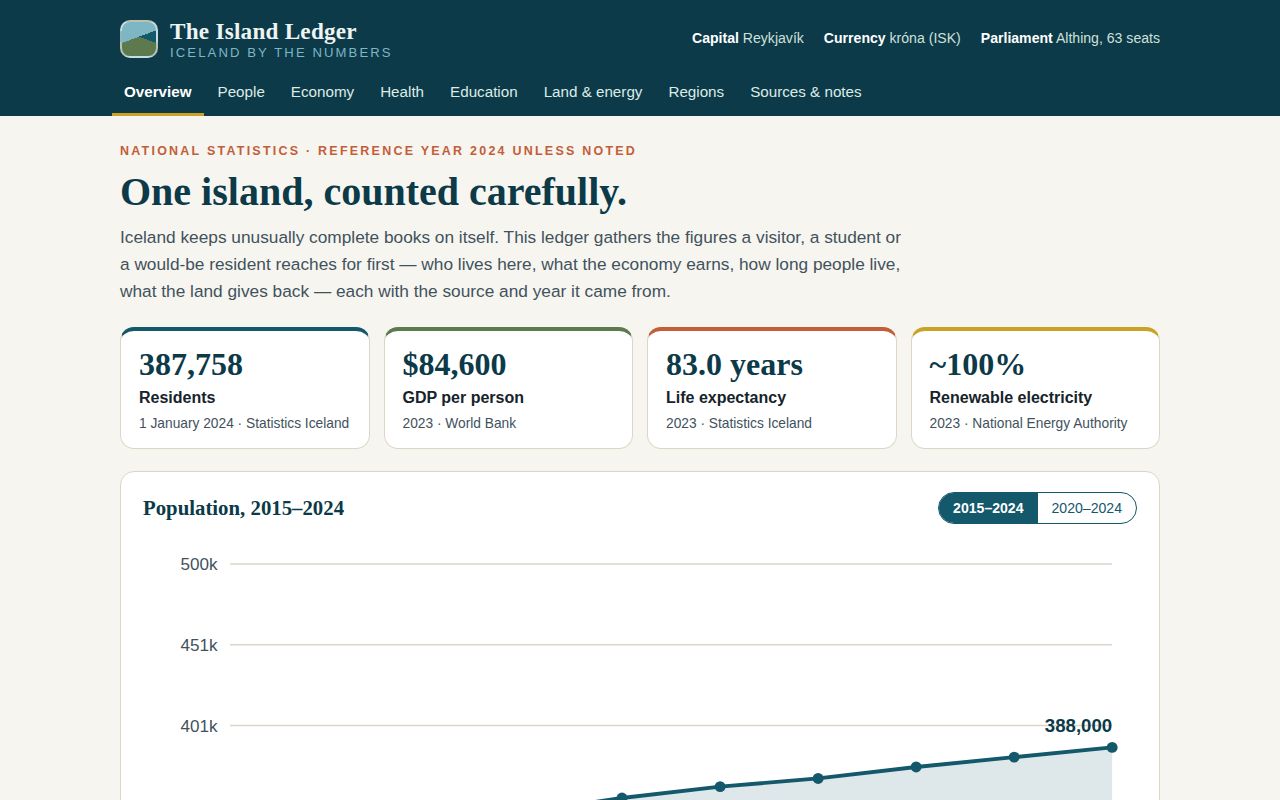 The Island Ledger
ICELAND BY THE NUMBERS
Capital Reykjavík Currency króna (ISK) Parliament Althing, 63 seats
Overview People Economy Health Education Land & energy Regions Sources & notes
NATIONAL STATISTICS · REFERENCE YEAR 2024 UNLESS NOTED
One island, counted carefully.
Iceland keeps unusually complete books on itself. This ledger gathers the figures a visitor, a student or
a would-be resident reaches for first — who lives here, what the economy earns, how long people live,
what the land gives back — each with the source and year it came from.
387,758
Residents
1 January 2024 · Statistics Iceland
$84,600
GDP per person
2023 · World Bank
83.0 years
Life expectancy
2023 · Statistics Iceland
~100%
Renewable electricity
2023 · National Energy Authority
Population, 2015–2024
2015–2024 2020–2024
500k
451k
401k
388,000